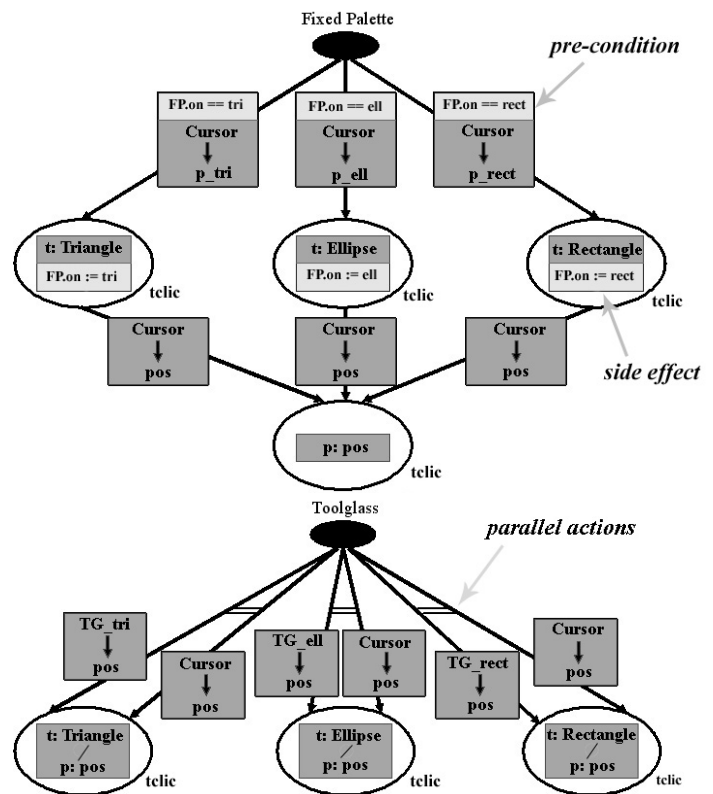 Fixed Palette
pre-condition
FP.on == tri
FP.on == ell
FP.on == rect
Cursor
p_tri
Cursor
p_ell
Cursor
p_rect
t: Triangle
FP.on := tri
tclic
t: Ellipse
FP.on := ell
tclic
t: Rectangle
FP.on := rect
tclic
Cursor
pos
Cursor
pos
Cursor
pos
side effect
p: pos
tclic
Toolglass
parallel actions
TG_tri
pos
Cursor
pos
TG_ell
pos
Cursor
pos
TG_rect
pos
Cursor
pos
t: Triangle
p: pos
tclic
t: Ellipse
p: pos
tclic
t: Rectangle
p: pos
tclic